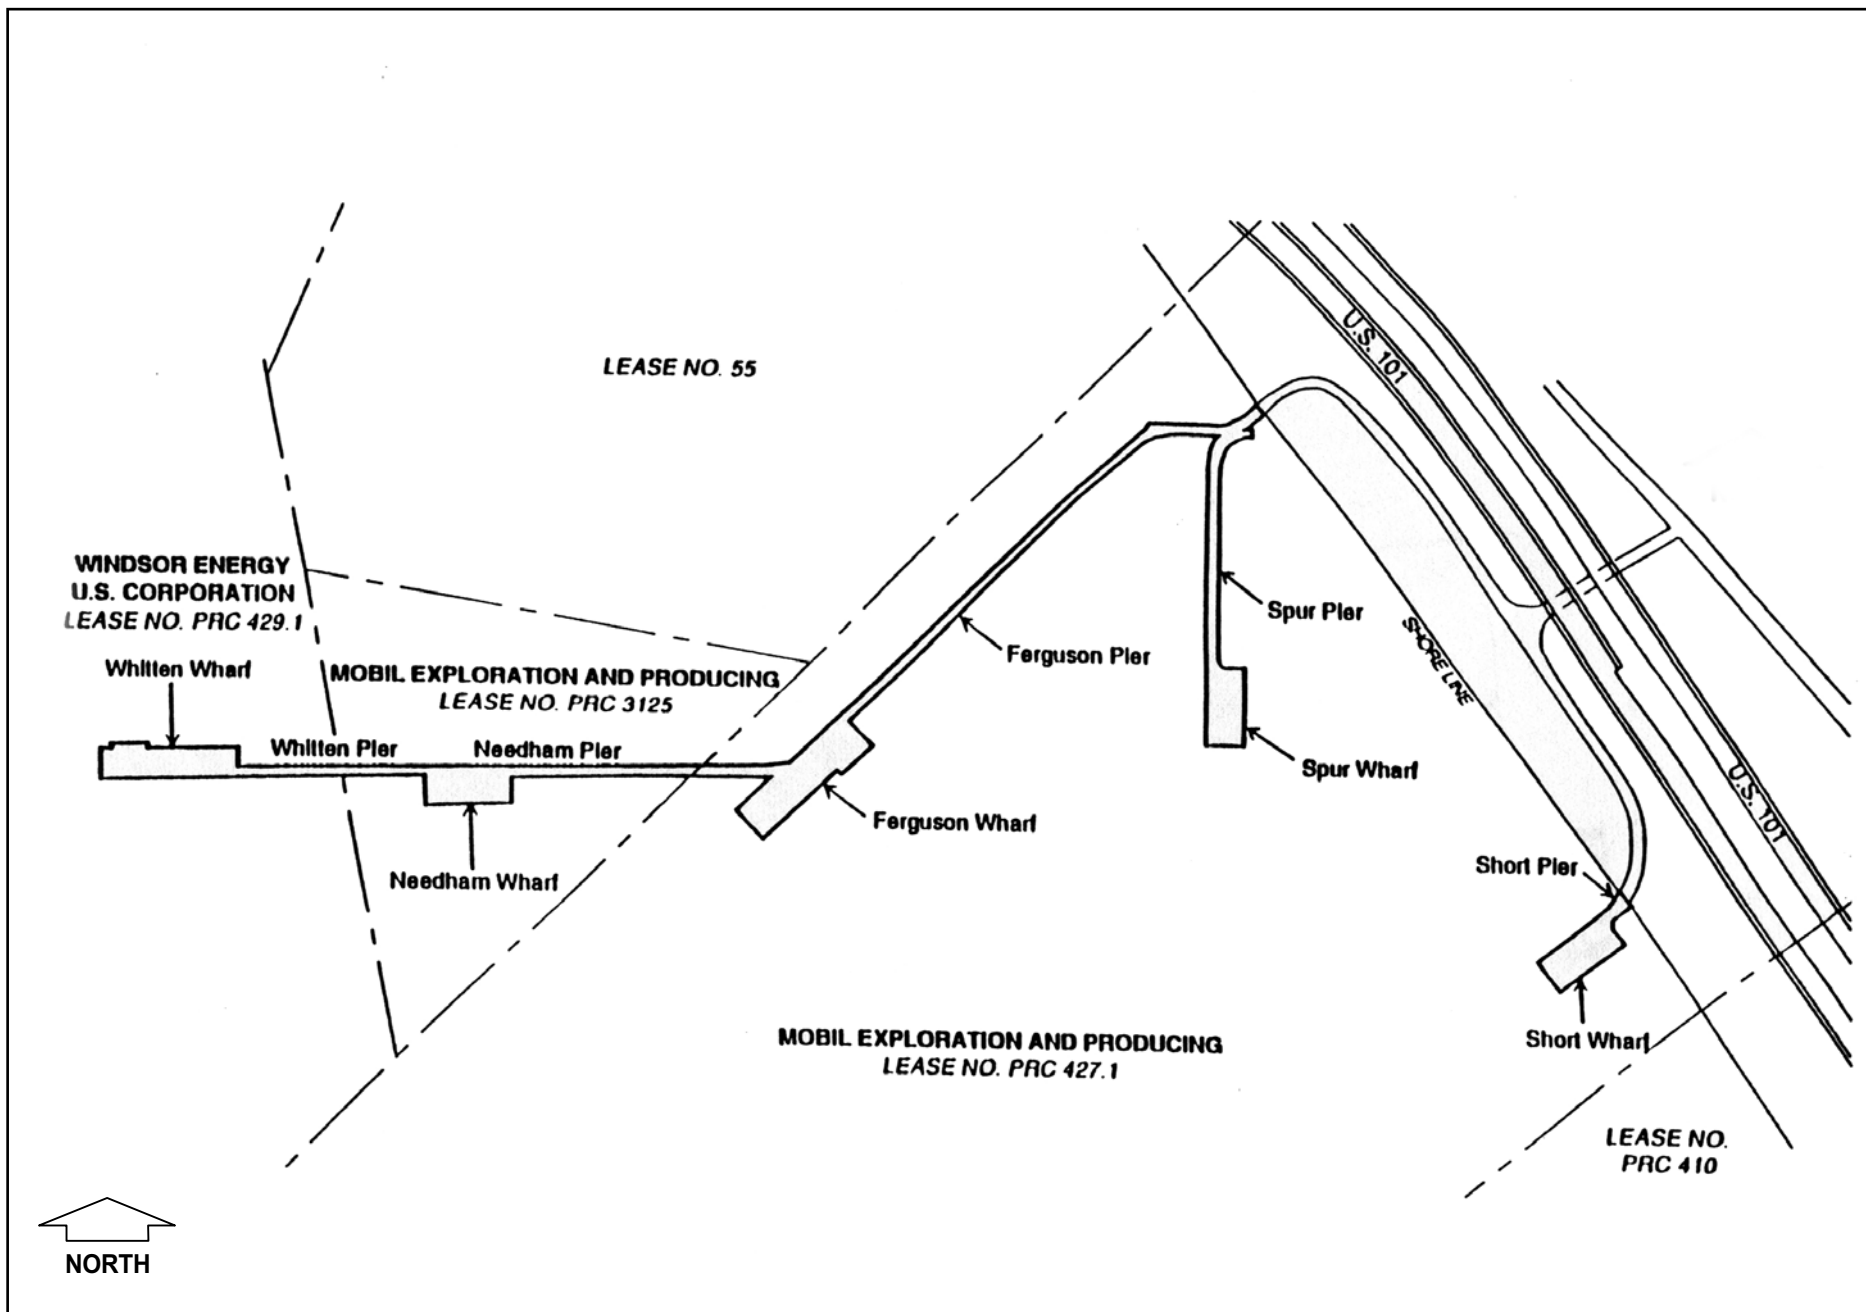 U.S. 101
LEASE NO. 55
WINDSOR ENERGY
U.S. CORPORATION
LEASE NO. PRC 429.1
Whitten Wharf
MOBIL EXPLORATION AND PRODUCING
LEASE NO. PRC 3125
Whitten Pier
Needham Pier
Needham Wharf
Ferguson Pier
Ferguson Wharf
Spur Pier
Spur Wharf
SHORE LINE
U.S. 101
Short Pier
Short Wharf
MOBIL EXPLORATION AND PRODUCING
LEASE NO. PRC 427.1
LEASE NO.
PRC 410
NORTH